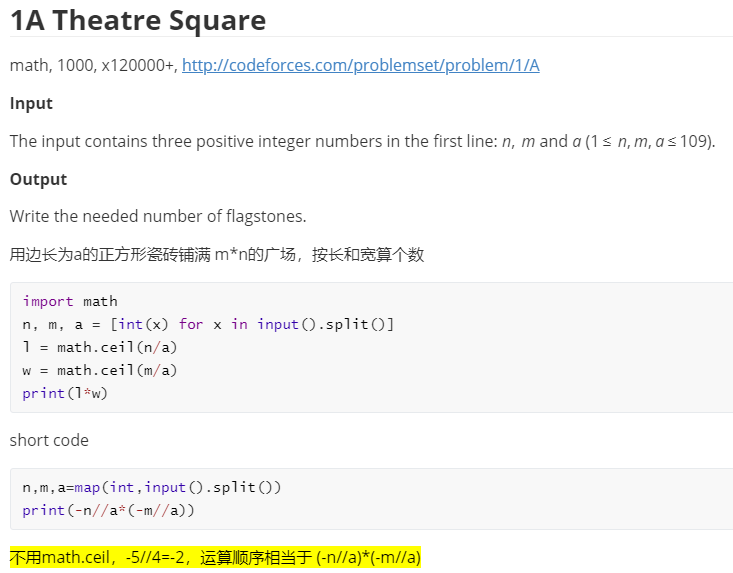 1A Theatre Square
math, 1000, x120000+, http://codeforces.com/problemset/problem/1/A
Input
The input contains three positive integer numbers in the first line: n, m and a (1 ≤ n, m, a ≤ 109).
Output
Write the needed number of flagstones.
用边长为a的正方形瓷砖铺满 m*n的广场，按长和宽算个数
import math
n, m, a = [int(x) for x in input().split()]
l = math.ceil(n/a)
w = math.ceil(m/a)
print(l*w)
short code
n,m,a=map(int,input().split())
print(-n//a*(-m//a))
不用math.ceil，-5//4=-2，运算顺序相当于 (-n//a)*(-m//a)